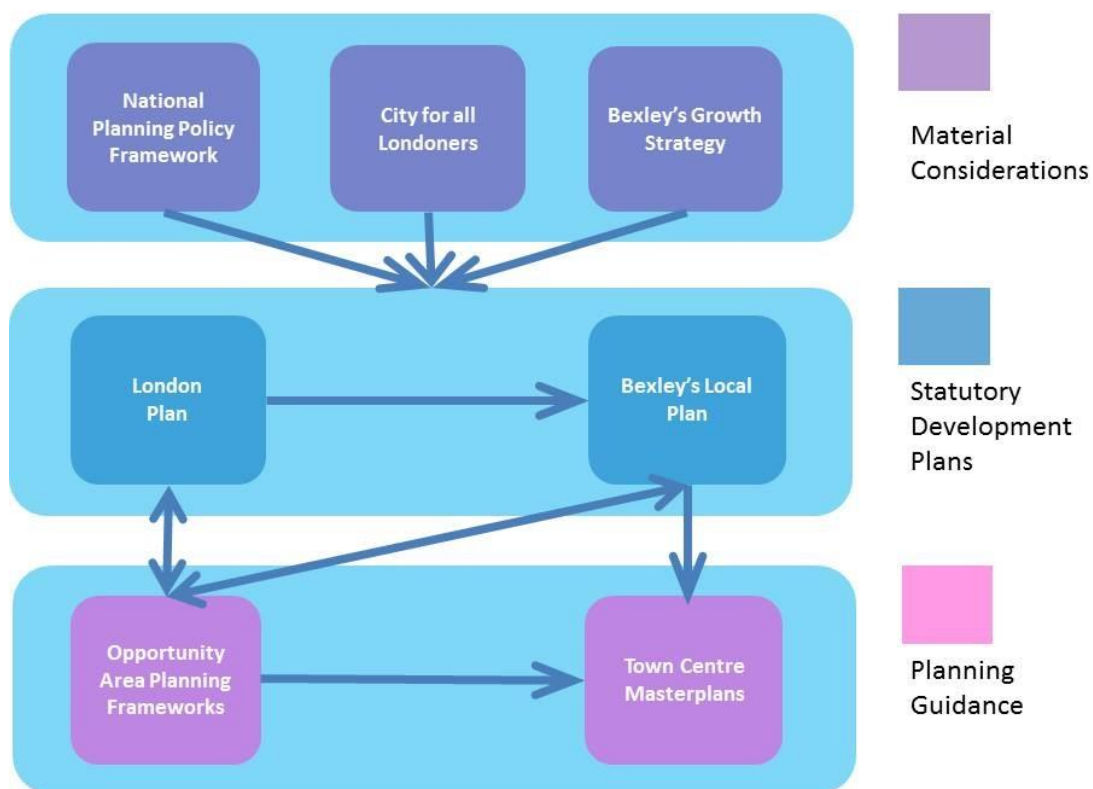 National
Planning Policy
Framework
City for all
Londoners
Bexley’s Growth
Strategy
Material
Considerations
London
Plan
Bexley’s Local
Plan
Statutory
Development
Plans
Opportunity
Area Planning
Frameworks
Town Centre
Masterplans
Planning
Guidance